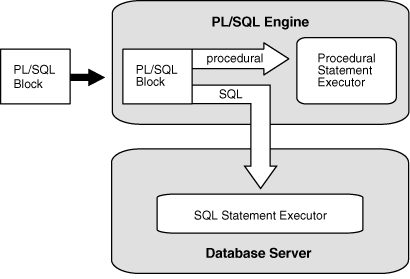 PL/SQL Engine
PL/SQL
Block
PL/SQL
Block
procedural
SQL
Procedural
Statement
Executor
SQL Statement Executor
Database Server